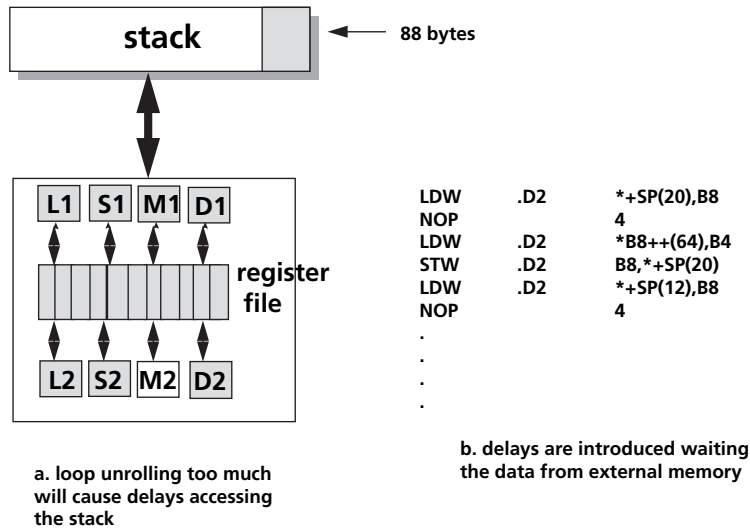 stack
88 bytes
L1 S1 M1 D1
register
file
L2 S2 M2 D2
a. loop unrolling too much
will cause delays accessing
the stack
LDW .D2 *+SP(20),B8
NOP 4
LDW .D2 *B8++(64),B4
STW .D2 B8,*+SP(20)
LDW .D2 *+SP(12),B8
NOP 4
.
.
.
.
b. delays are introduced waiting
the data from external memory